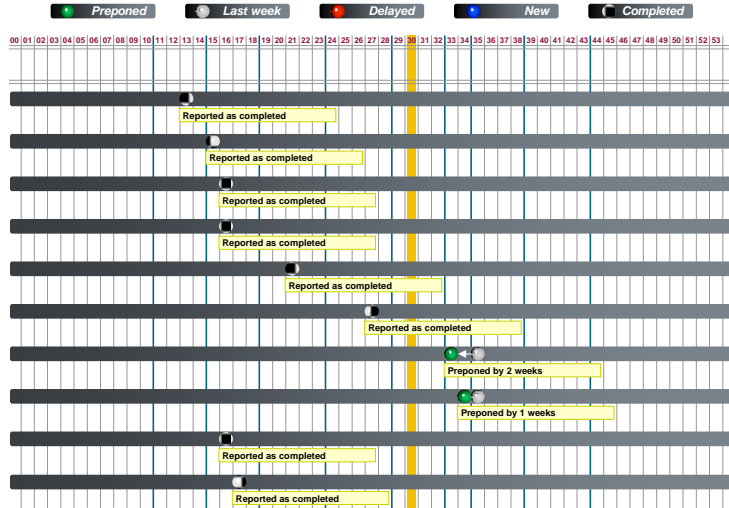 Preponed Last week Delayed New Completed
00 01 02 03 04 05 06 07 08 09 10 11 12 13 14 15 16 17 18 19 20 21 22 23 24 25 26 27 28 29 30 31 32 33 34 35 36 37 38 39 40 41 42 43 44 45 46 47 48 49 50 51 52 53
Reported as completed
Reported as completed
Reported as completed
Reported as completed
Reported as completed
Reported as completed
Preponed by 2 weeks
Preponed by 1 weeks
Reported as completed
Reported as completed